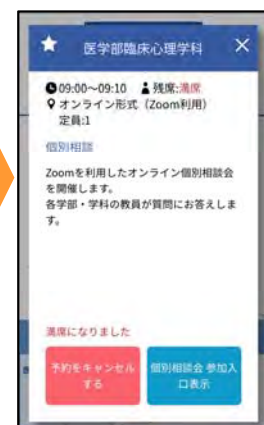 医学部臨床心理学科
09:00～09:10 残席:満席
オンライン形式（Zoom利用）
定員:1
個別相談
Zoomを利用したオンライン個別相談会
を開催します。
各学部・学科の教員が質問にお答えしま
す。
満席になりました
予約をキャンセル
する
個別相談会 参加入
口表示